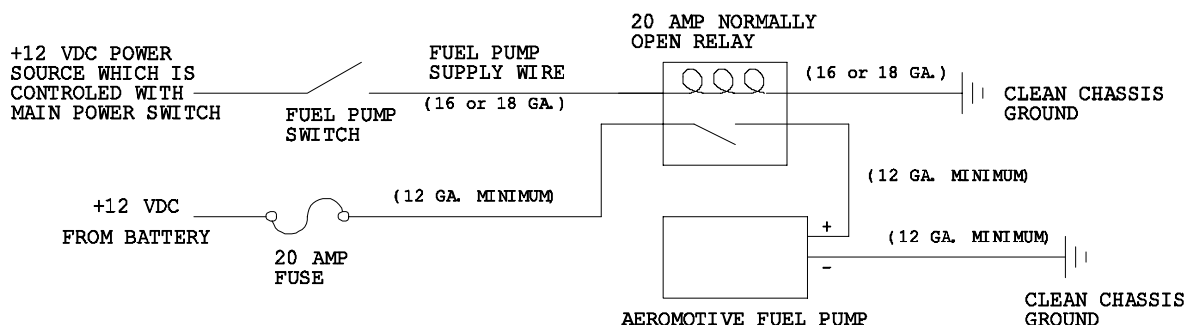 +12 VDC POWER
SOURCE WHICH IS
CONTROLED WITH
MAIN POWER SWITCH
FUEL PUMP
SWITCH
FUEL PUMP
SUPPLY WIRE
(16 or 18 GA.)
20 AMP NORMALLY
OPEN RELAY
(16 or 18 GA.)
CLEAN CHASSIS
GROUND
+12 VDC
FROM BATTERY
20 AMP
FUSE
(12 GA. MINIMUM)
(12 GA. MINIMUM)
+
-
(12 GA. MINIMUM)
CLEAN CHASSIS
GROUND
AEROMOTIVE FUEL PUMP